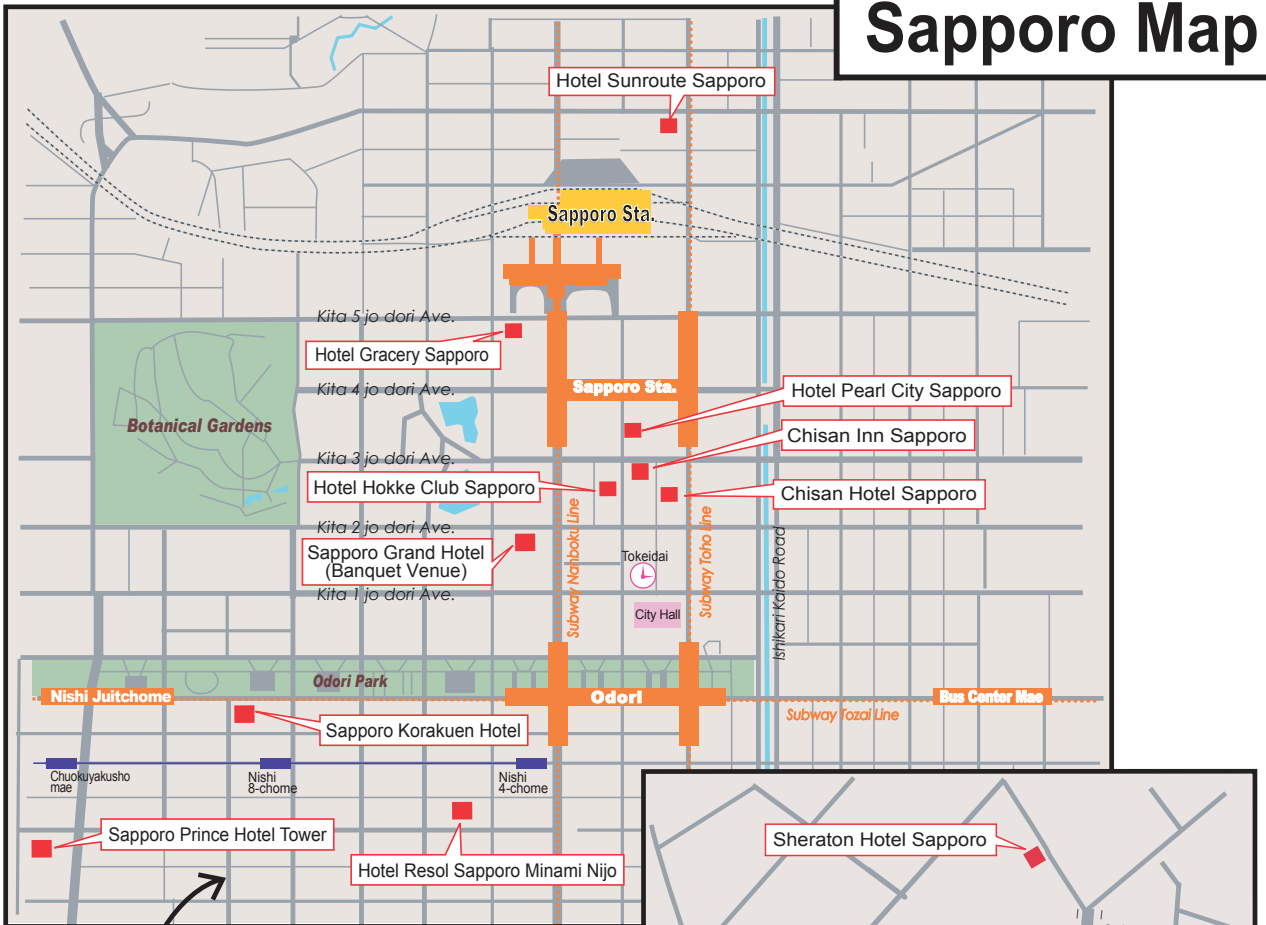 Sapporo Map
Hotel Sunroute Sapporo
Sapporo Sta.
Kita 5 jo dori Ave.
Hotel Gracery Sapporo
Kita 4 jo dori Ave.
Sapporo Sta.
Hotel Pearl City Sapporo
Botanical Gardens
Chisan Inn Sapporo
Kita 3 jo dori Ave.
Hotel Hokke Club Sapporo
Chisan Hotel Sapporo
Kita 2 jo dori Ave.
Sapporo Grand Hotel
(Banquet Venue)
Kita 1 jo dori Ave.
Subway Nanboku Line
Tokeidai
City Hall
Subway Toho Line
Ishikari Kaido Road
Odori Park
Nishi Juitchome
Odori
Bus Center Mae
Subway Tozai Line
Sapporo Korakuen Hotel
Chuokuyakusho
mae
Nishi
8-chome
Nishi
4-chome
Sapporo Prince Hotel Tower
Hotel Resol Sapporo Minami Nijo
Sheraton Hotel Sapporo